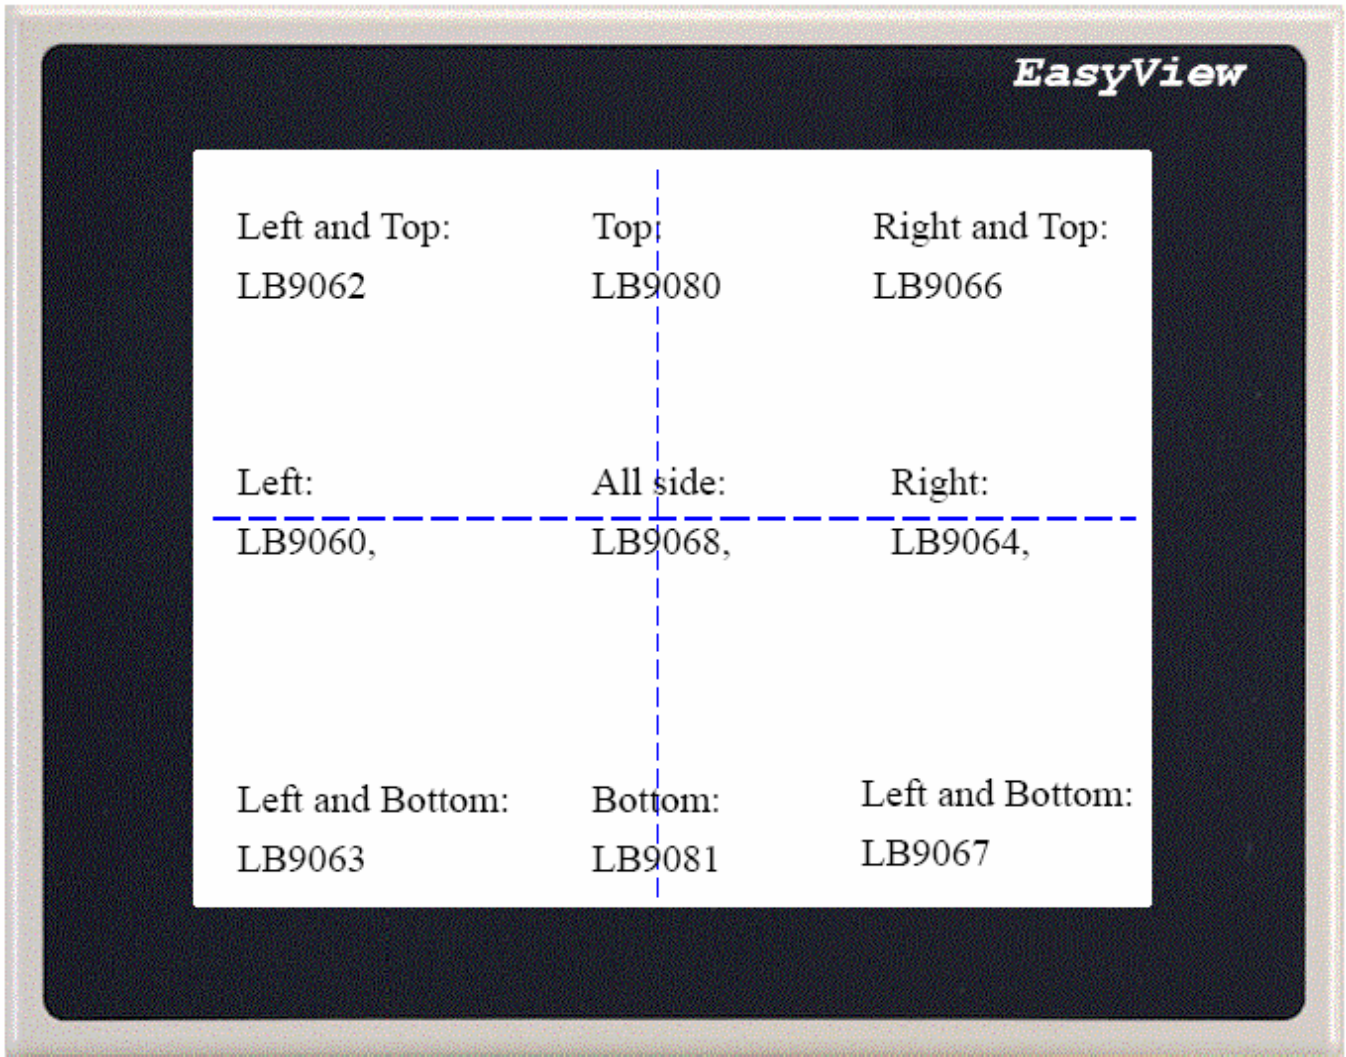 EasyView
Left and Top:
LB9062
Top:
LB9080
Right and Top:
LB9066
Left:
LB9060,
All side:
LB9068,
Right:
LB9064,
Left and Bottom:
LB9063
Bottom:
LB9081
Left and Bottom:
LB9067